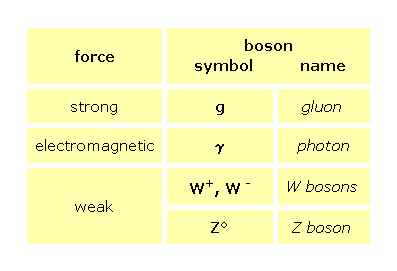 force boson
symbol name
strong g gluon
electromagnetic γ photon
weak W⁺, W⁻ W bosons
Z° Z boson